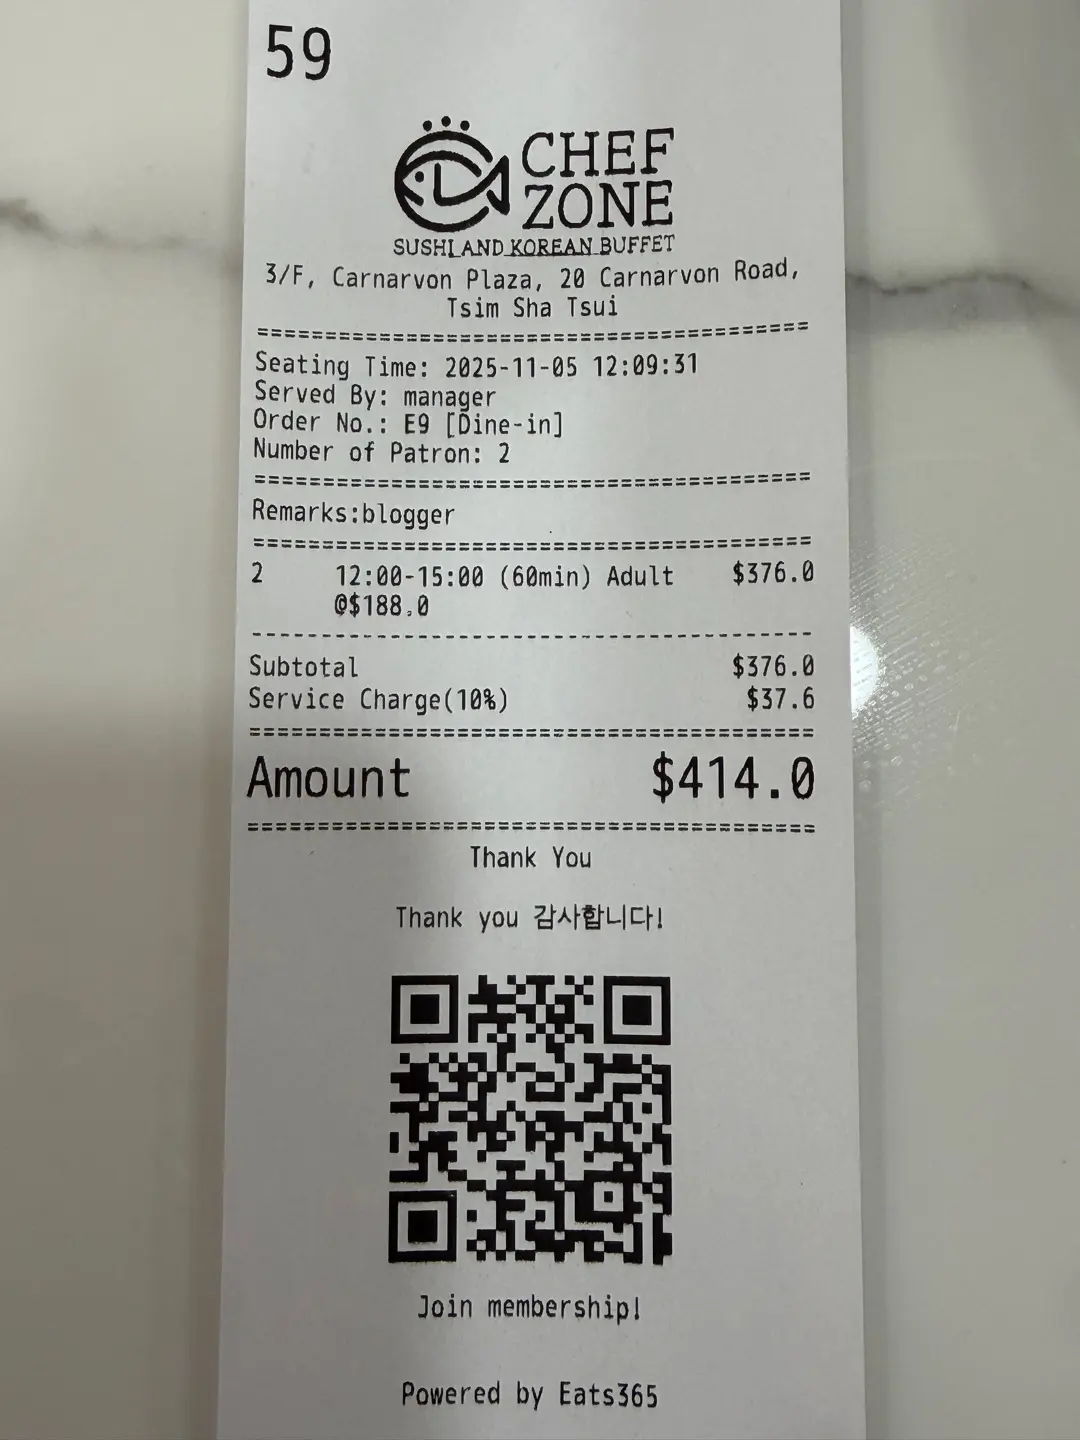 59
CHEF
ZONE
SUSHI AND KOREAN BUFFET
3/F, Carnarvon Plaza, 20 Carnarvon Road,
Tsim Sha Tsui
========================================
Seating Time: 2025-11-05 12:09:31
Served By: manager
Order No.: E9 [Dine-in]
Number of Patron: 2
========================================
Remarks:blogger
========================================
2 12:00-15:00 (60min) Adult $376.0
@$188.0
----------------------------------------
Subtotal $376.0
Service Charge(10%) $37.6
========================================
Amount $414.0
========================================
Thank You
Thank you 감사합니다!
Join membership!
Powered by Eats365